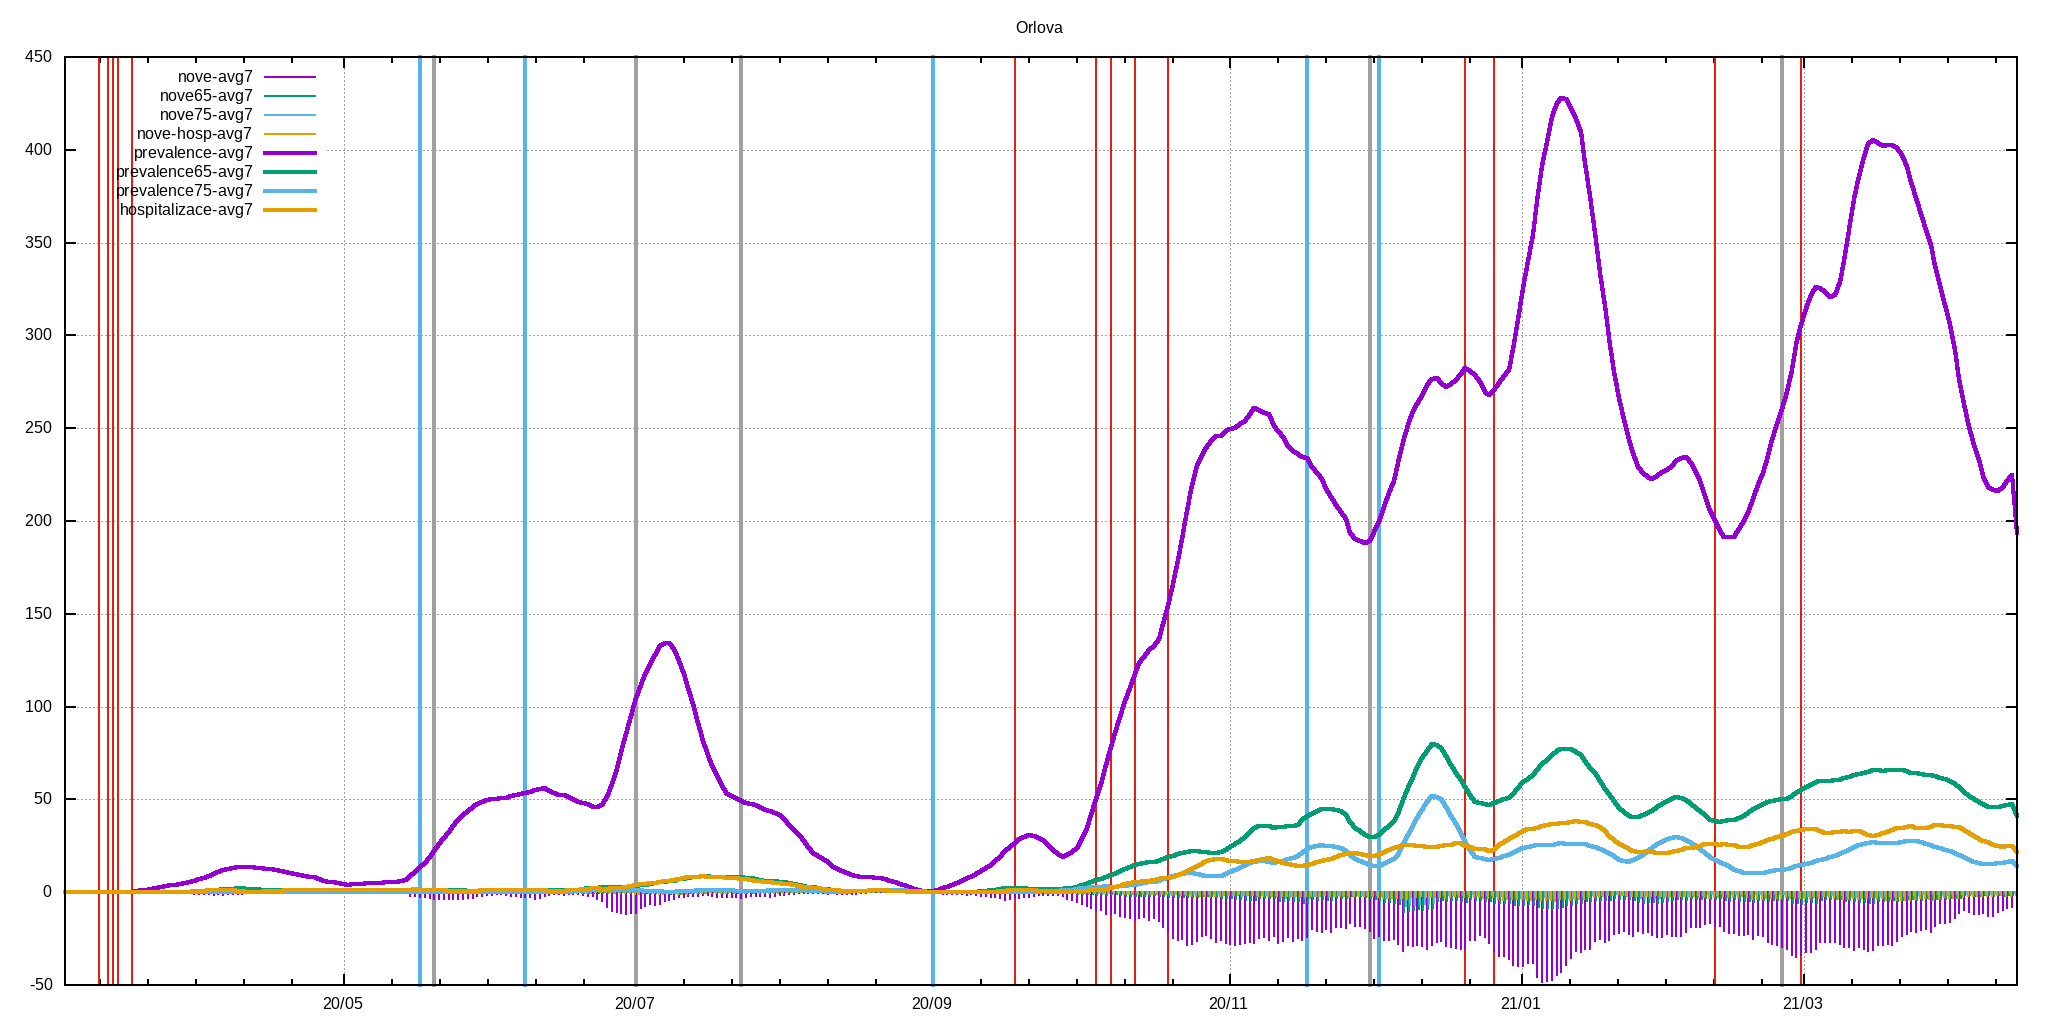 Orlova
450
400
350
300
250
200
150
100
50
0
-50
nove-avg7
nove65-avg7
nove75-avg7
nove-hosp-avg7
prevalence-avg7
prevalence65-avg7
prevalence75-avg7
hospitalizace-avg7
20/05 20/07 20/09 20/11 21/01 21/03